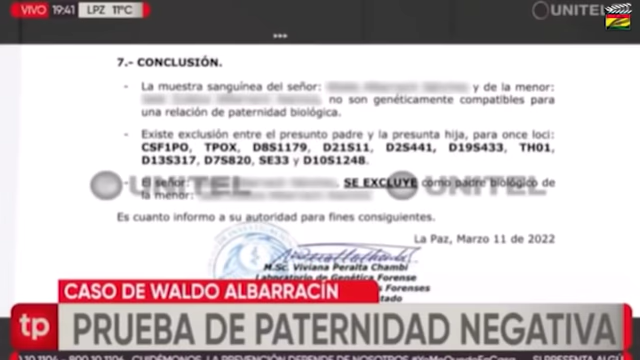 VIVO 19:41 LPZ 11°C
UNITEL
7.- CONCLUSIÓN.
- La muestra sanguínea del señor: y de la menor:
no son genéticamente compatibles para
una relación de paternidad biológica.
- Existe exclusión entre el presunto padre y la presunta hija, para once loci:
CSF1PO, TPOX, D8S1179, D21S11, D2S441, D19S433, TH01,
D13S317, D7S820, SE33 y D10S1248.
- El señor: SE EXCLUYE como padre biológico de
la menor:
UNITEL UNITEL
Es cuanto informo a su autoridad para fines consiguientes.
La Paz, Marzo 11 de 2022
M.Sc. Viviana Peralta Chambi
Laboratorio de Genética Forense
Forenses
CASO DE WALDO ALBARRACÍN
tp PRUEBA DE PATERNIDAD NEGATIVA
800.10.1104 CUIDÉMONOS, LA PREVENCIÓN DEPENDE DE NOSOTROS